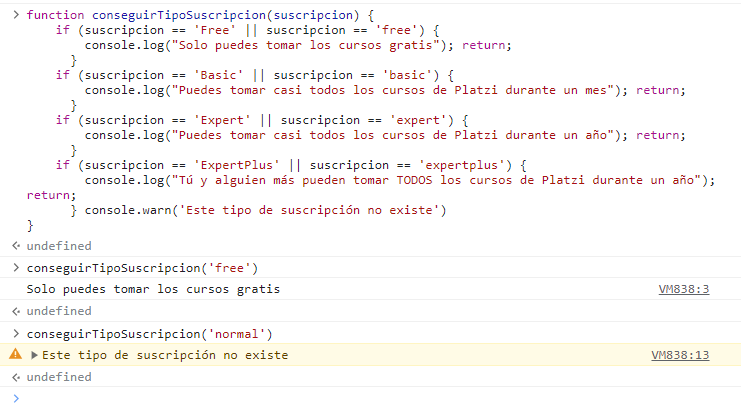 > function conseguirTipoSuscripcion(suscripcion) {
if (suscripcion == 'Free' || suscripcion == 'free') {
console.log("Solo puedes tomar los cursos gratis"); return;
}
if (suscripcion == 'Basic' || suscripcion == 'basic') {
console.log("Puedes tomar casi todos los cursos de Platzi durante un mes"); return;
}
if (suscripcion == 'Expert' || suscripcion == 'expert') {
console.log("Puedes tomar casi todos los cursos de Platzi durante un año"); return;
}
if (suscripcion == 'ExpertPlus' || suscripcion == 'expertplus') {
console.log("Tú y alguien más pueden tomar TODOS los cursos de Platzi durante un año");
return;
} console.warn('Este tipo de suscripción no existe')
}
undefined
> conseguirTipoSuscripcion('free')
Solo puedes tomar los cursos gratis VM838:3
undefined
> conseguirTipoSuscripcion('normal')
Este tipo de suscripción no existe VM838:13
undefined
>